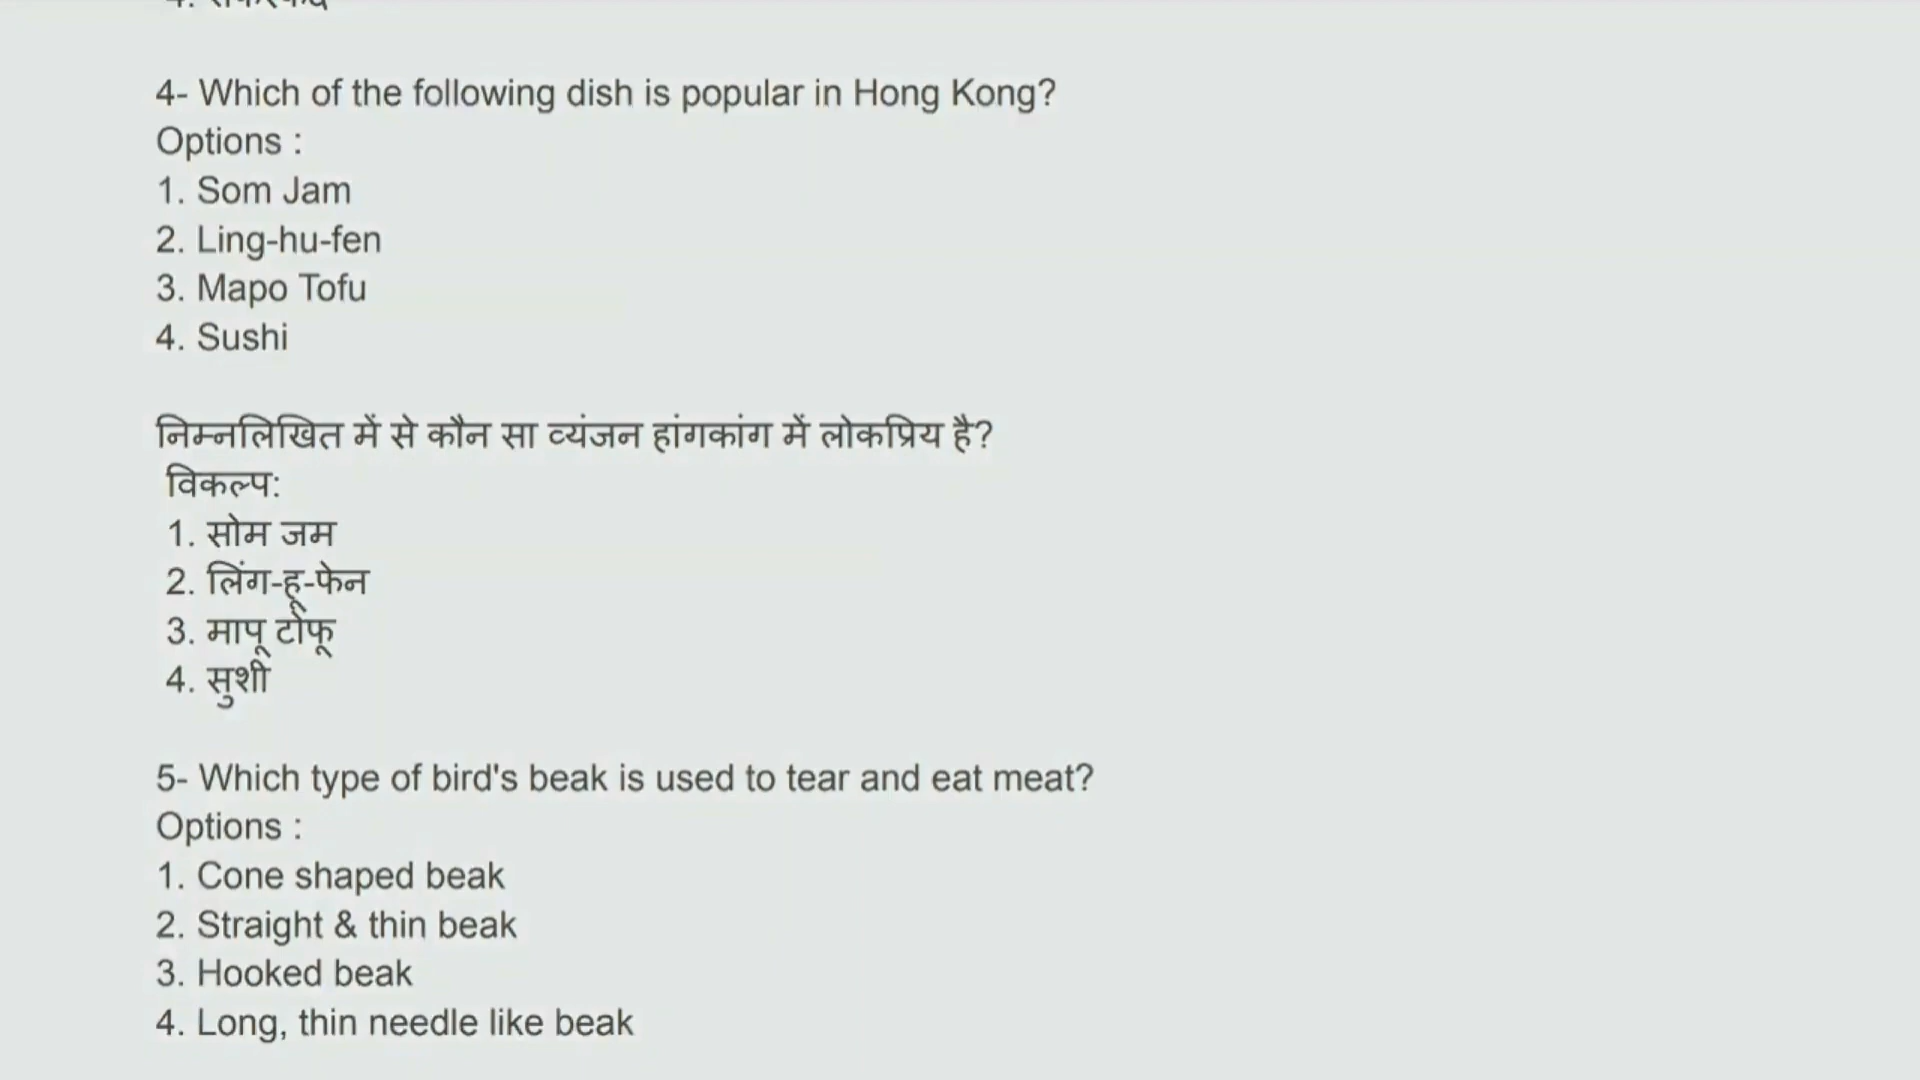 4- Which of the following dish is popular in Hong Kong?
Options :
1. Som Jam
2. Ling-hu-fen
3. Mapo Tofu
4. Sushi
निम्नलिखित में से कौन सा व्यंजन हांगकांग में लोकप्रिय है?
विकल्प:
1. सोम जम
2. लिंग-हू-फेन
3. मापू टोफू
4. सुशी
5- Which type of bird's beak is used to tear and eat meat?
Options :
1. Cone shaped beak
2. Straight & thin beak
3. Hooked beak
4. Long, thin needle like beak